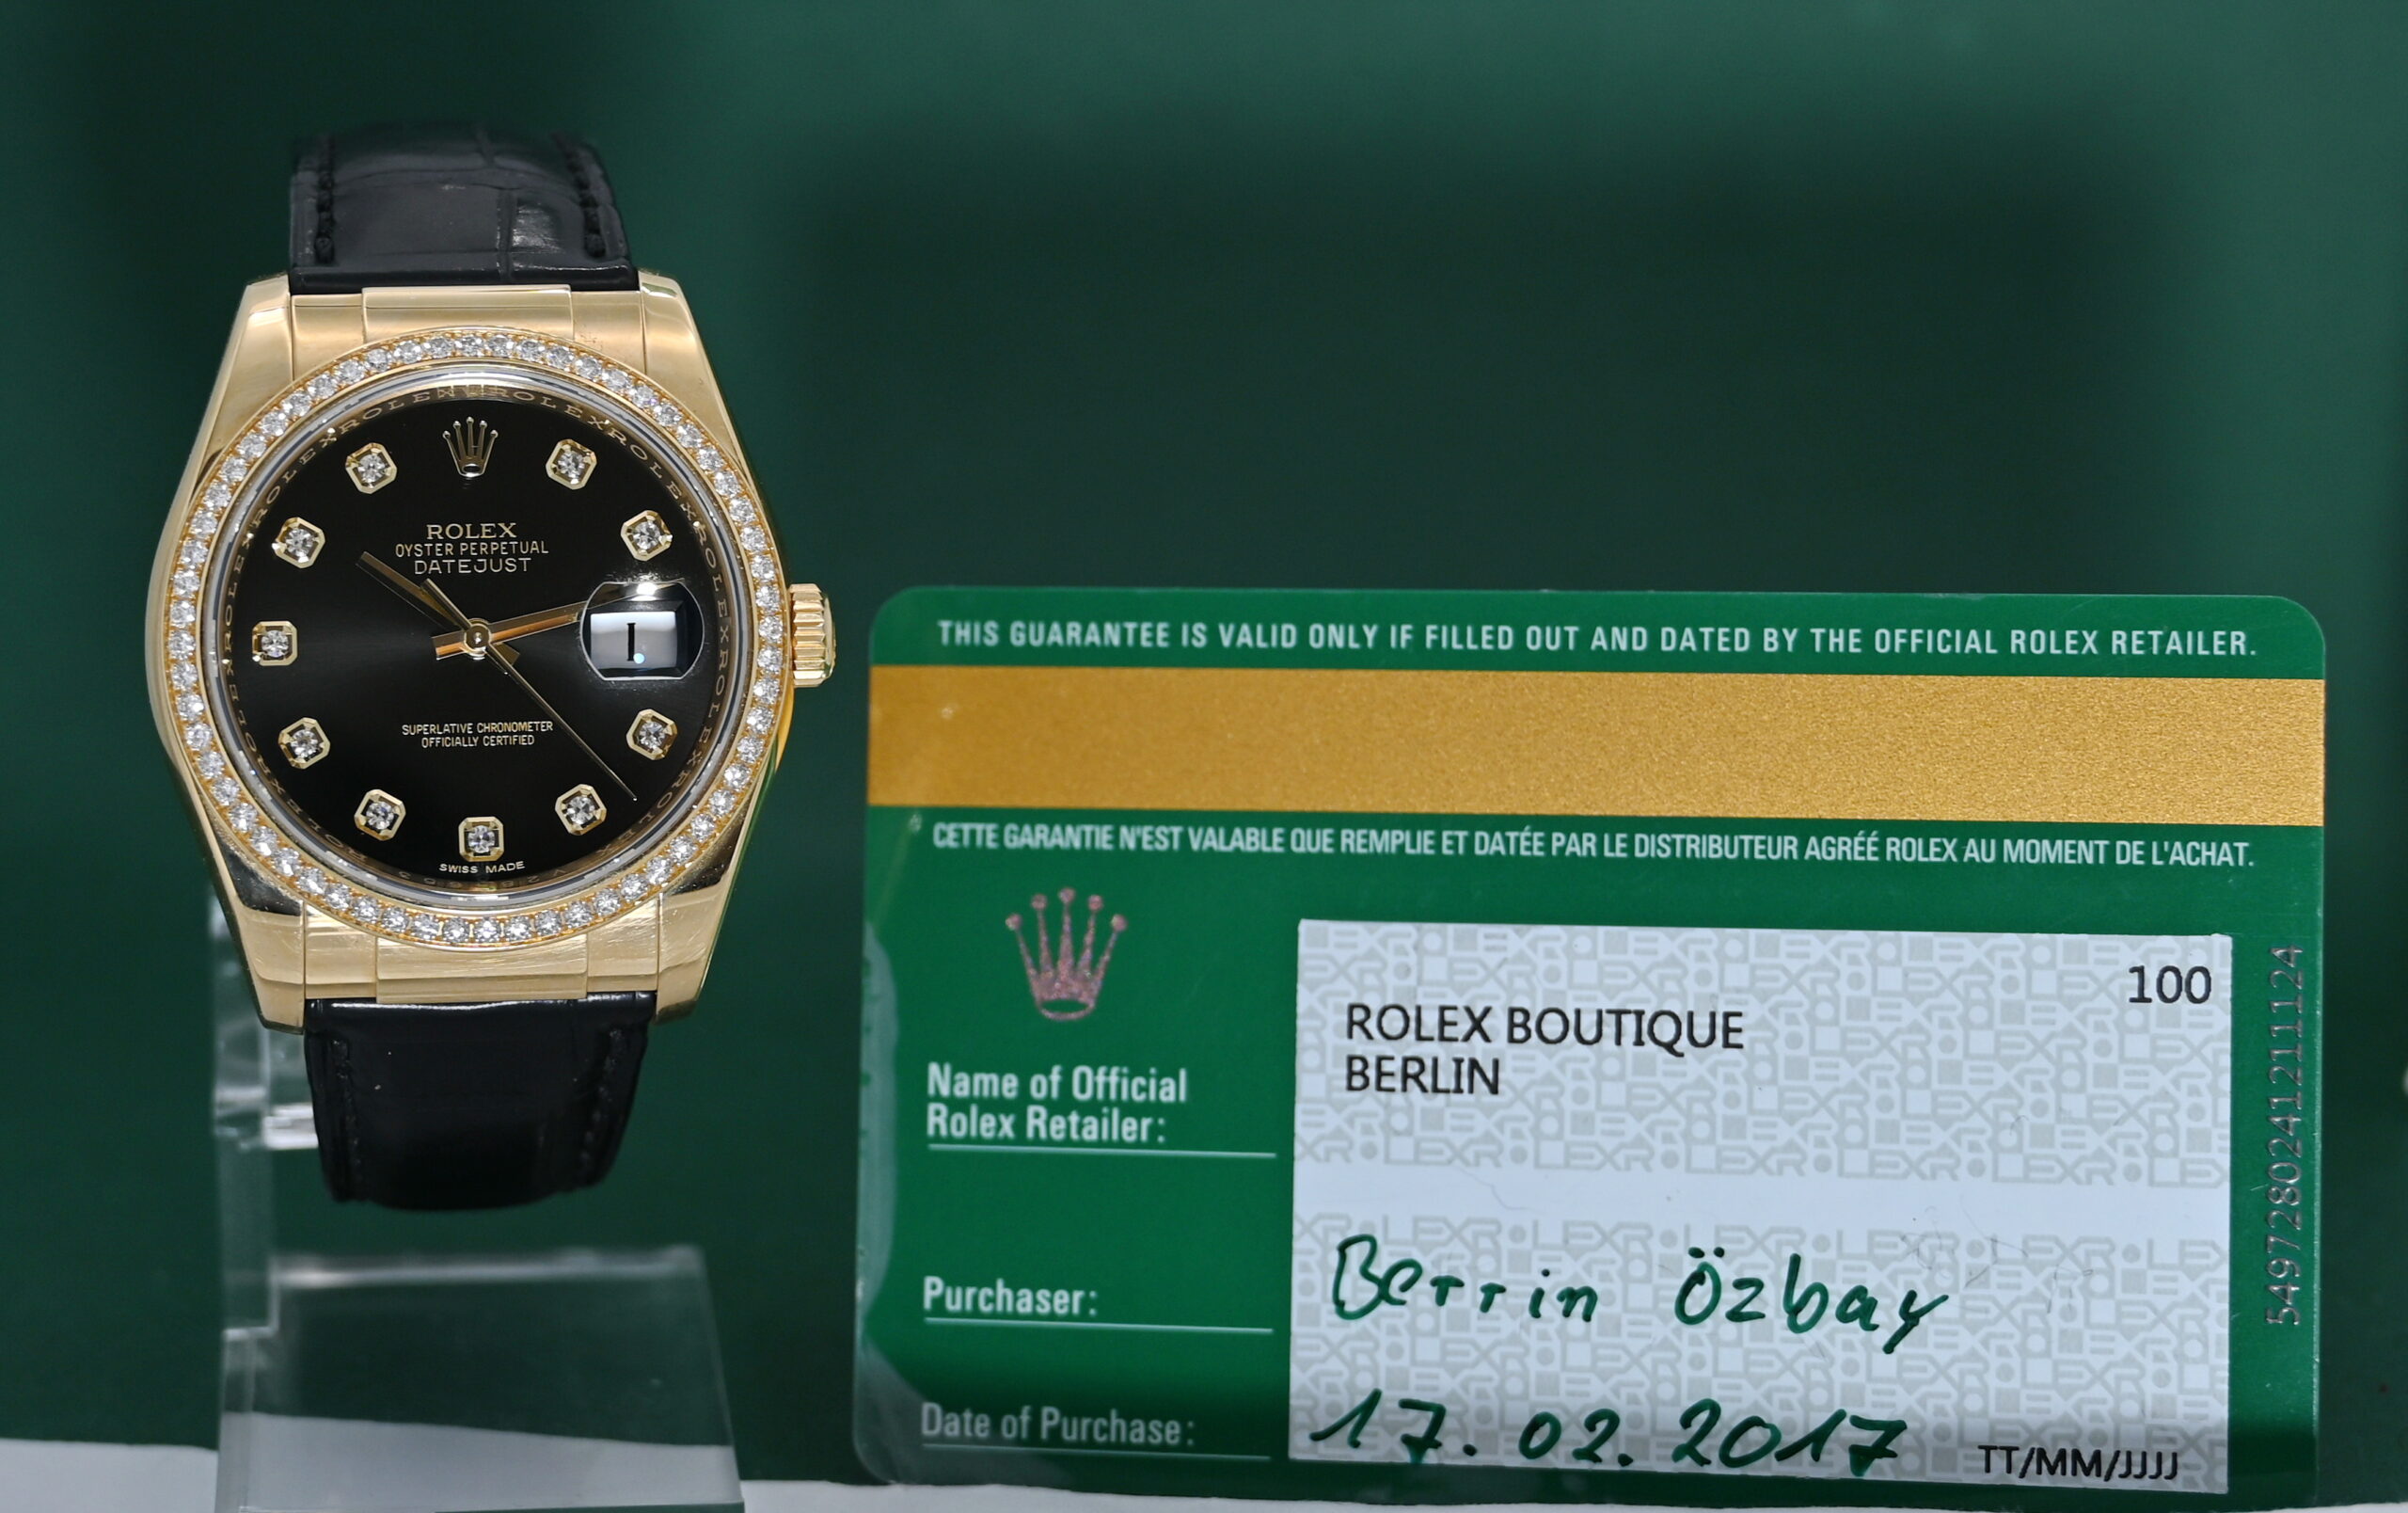 ROLEX
OYSTER PERPETUAL
DATEJUST
SUPERLATIVE CHRONOMETER
OFFICIALLY CERTIFIED
SWISS MADE
THIS GUARANTEE IS VALID ONLY IF FILLED OUT AND DATED BY THE OFFICIAL ROLEX RETAILER.
CETTE GARANTIE N'EST VALABLE QUE REMPLIE ET DATÉE PAR LE DISTRIBUTEUR AGRÉÉ ROLEX AU MOMENT DE L'ACHAT.
100
ROLEX BOUTIQUE
BERLIN
Name of Official
Rolex Retailer:
Purchaser:
Berrin Özbay
Date of Purchase:
17.02.2017
TT/MM/JJJJ
5497280241211124